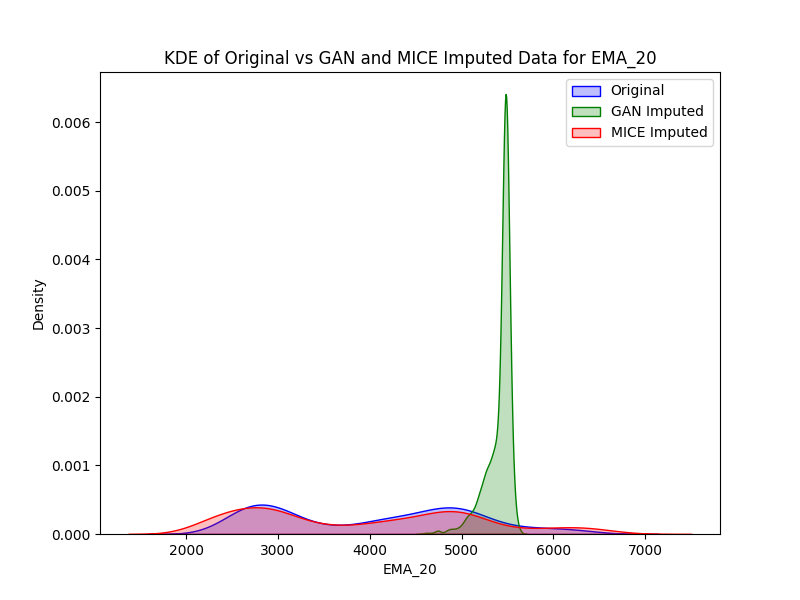 KDE of Original vs GAN and MICE Imputed Data for EMA_20
Original
GAN Imputed
MICE Imputed
0.006
0.005
0.004
0.003
0.002
0.001
0.000
Density
2000 3000 4000 5000 6000 7000
EMA_20